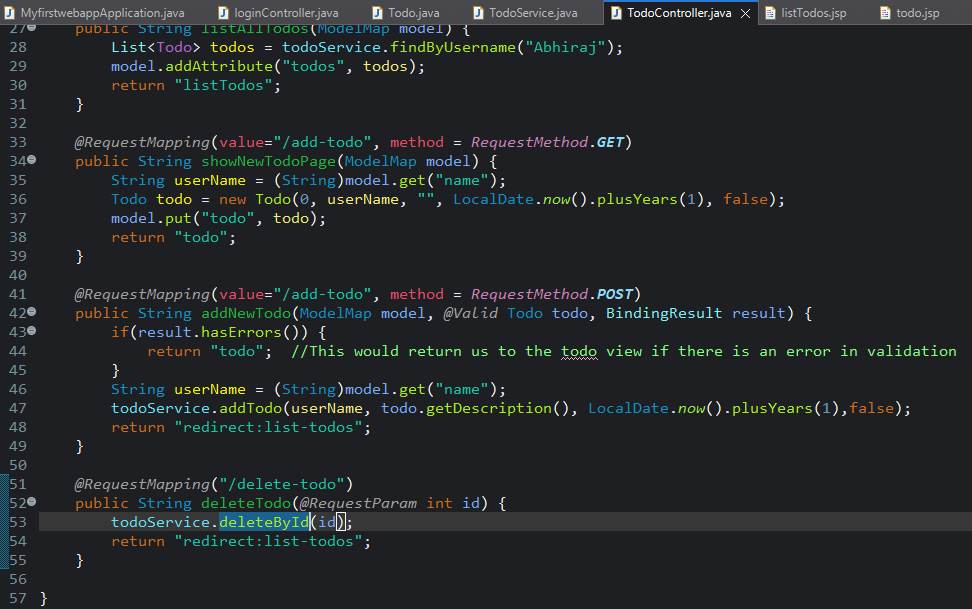 MyfirstwebappApplication.java loginController.java Todo.java TodoService.java TodoController.java listTodos.jsp todo.jsp
27 public String listAllTodos(ModelMap model) {
28 List<Todo> todos = todoService.findByUsername("Abhiraj");
29 model.addAttribute("todos", todos);
30 return "listTodos";
31 }
32
33 @RequestMapping(value="/add-todo", method = RequestMethod.GET)
34 public String showNewTodoPage(ModelMap model) {
35 String userName = (String)model.get("name");
36 Todo todo = new Todo(0, userName, "", LocalDate.now().plusYears(1), false);
37 model.put("todo", todo);
38 return "todo";
39 }
40
41 @RequestMapping(value="/add-todo", method = RequestMethod.POST)
42 public String addNewTodo(ModelMap model, @Valid Todo todo, BindingResult result) {
43 if(result.hasErrors()) {
44 return "todo";  //This would return us to the todo view if there is an error in validation
45 }
46 String userName = (String)model.get("name");
47 todoService.addTodo(userName, todo.getDescription(), LocalDate.now().plusYears(1),false);
48 return "redirect:list-todos";
49 }
50
51 @RequestMapping("/delete-todo")
52 public String deleteTodo(@RequestParam int id) {
53 todoService.deleteById(id);
54 return "redirect:list-todos";
55 }
56
57 }